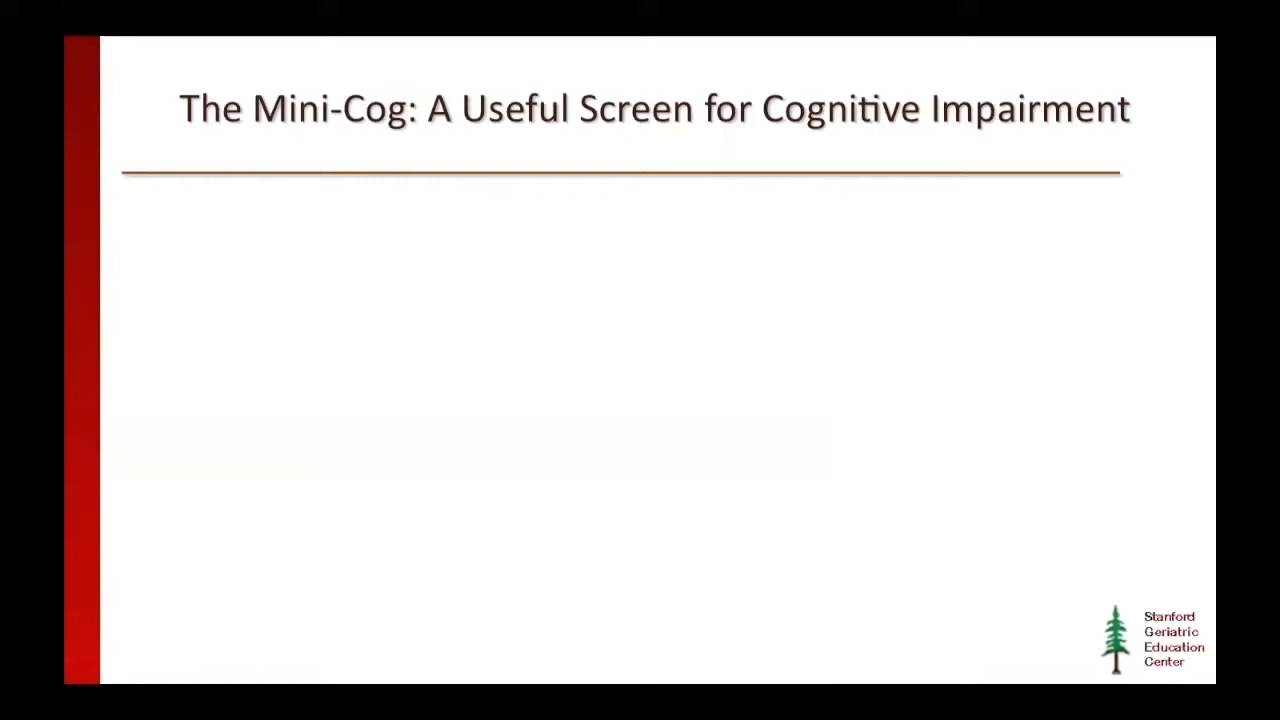 The Mini-Cog: A Useful Screen for Cognitive Impairment
Stanford
Geriatric
Education
Center